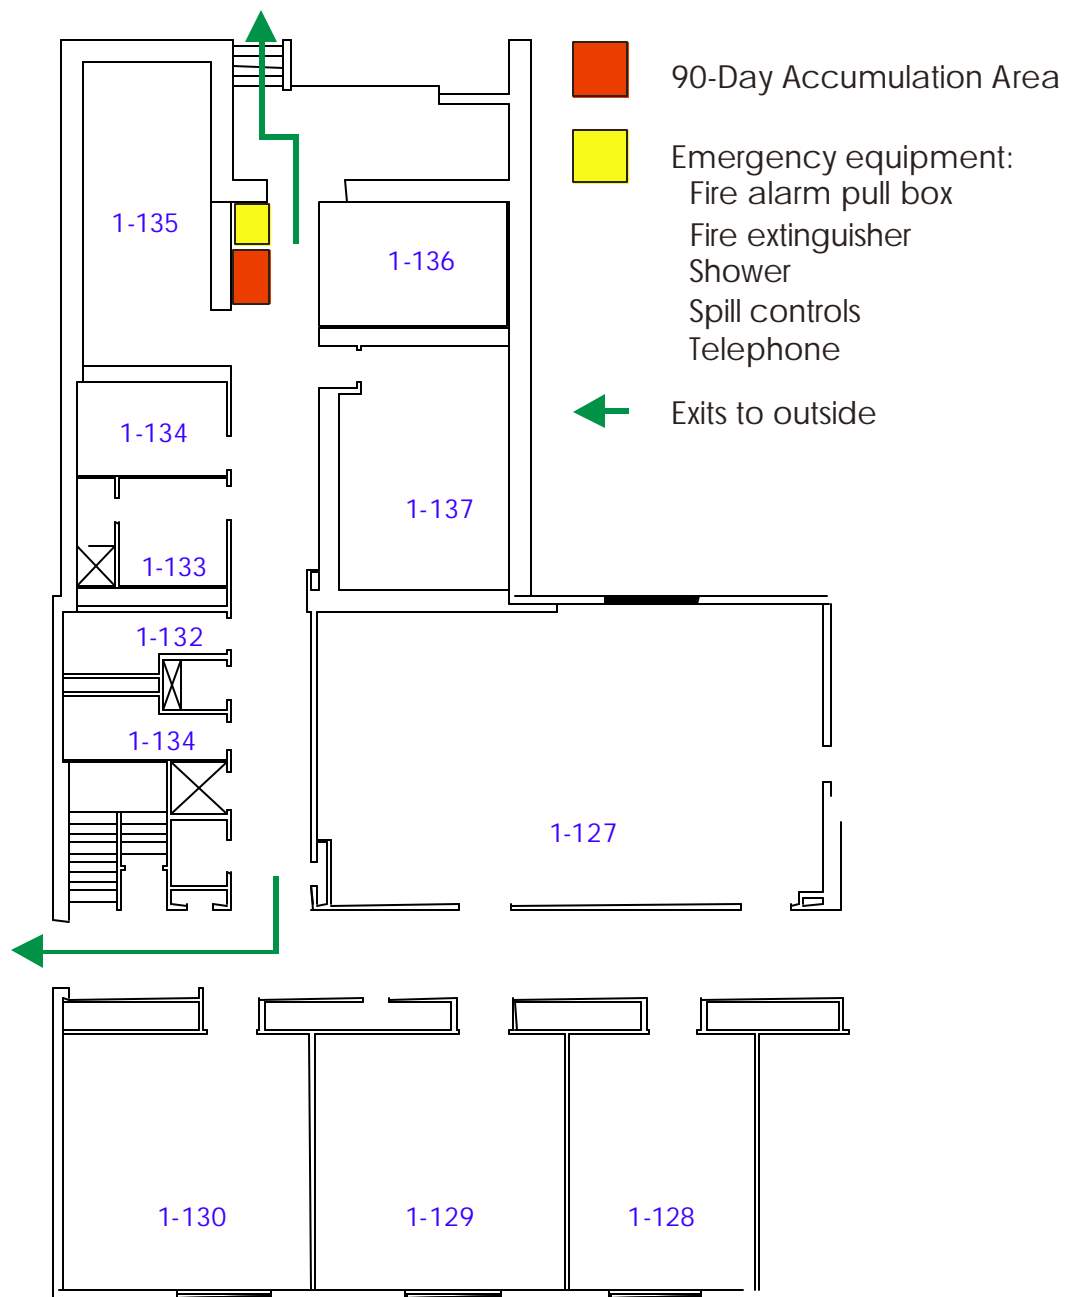 90-Day Accumulation Area
Emergency equipment:
Fire alarm pull box
Fire extinguisher
Shower
Spill controls
Telephone
Exits to outside
1-135
1-136
1-134
1-137
1-133
1-132
1-134
1-127
1-130
1-129
1-128